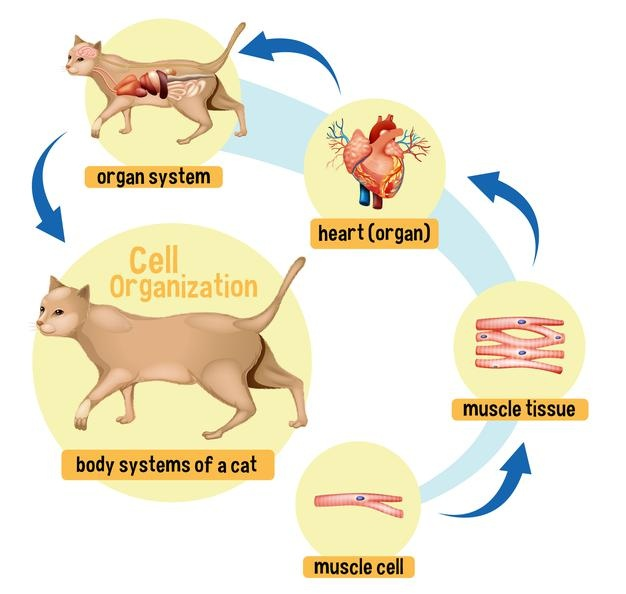 organ system
heart (organ)
Cell
Organization
muscle tissue
body systems of a cat
muscle cell